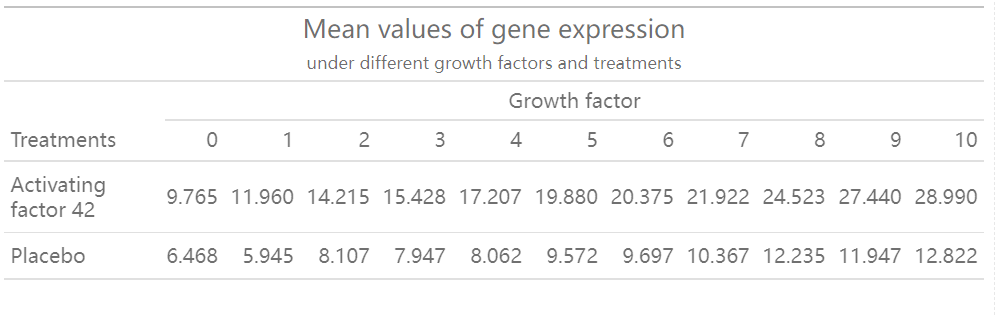 Mean values of gene expression
under different growth factors and treatments
Growth factor
Treatments 0 1 2 3 4 5 6 7 8 9 10
Activating
factor 42 9.765 11.960 14.215 15.428 17.207 19.880 20.375 21.922 24.523 27.440 28.990
Placebo 6.468 5.945 8.107 7.947 8.062 9.572 9.697 10.367 12.235 11.947 12.822